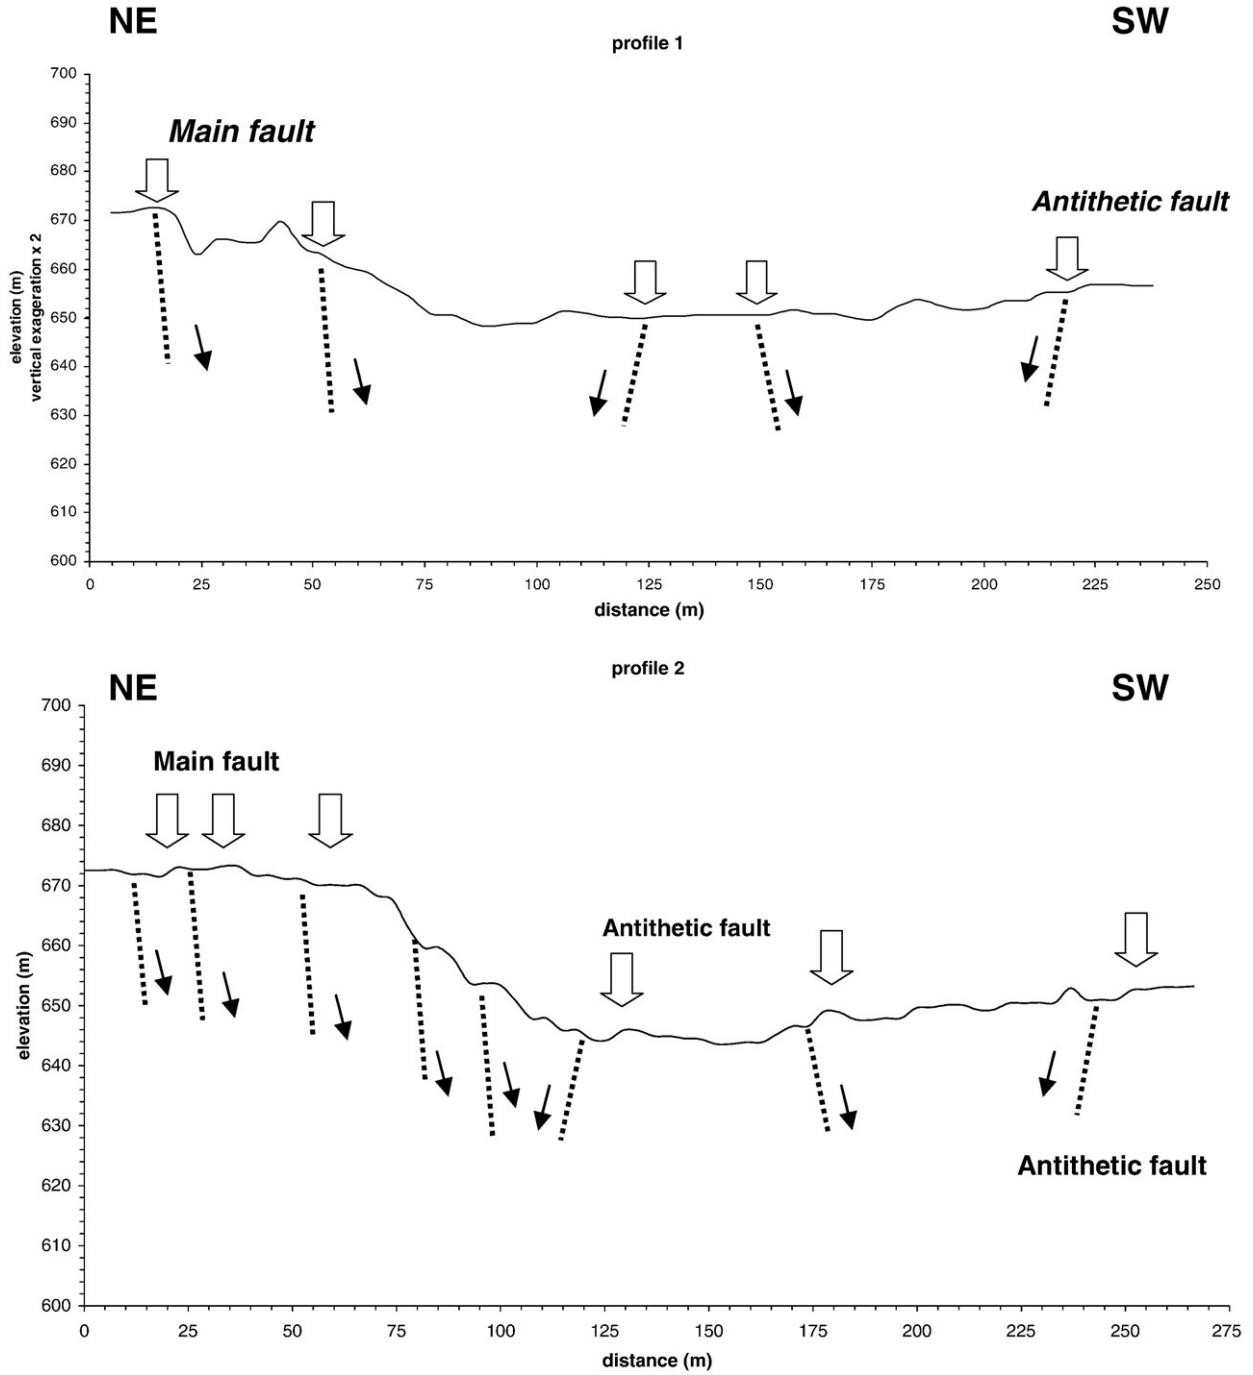 NE
SW
profile 1
700
690
Main fault
680
Antithetic fault
670
660
650
640
630
620
610
600
elevation (m)
vertical exageration x 2
0 25 50 75 100 125 150 175 200 225 250
distance (m)
profile 2
NE
SW
700
690
Main fault
680
670
660
Antithetic fault
650
640
630
620
Antithetic fault
610
600
elevation (m)
0 25 50 75 100 125 150 175 200 225 250 275
distance (m)